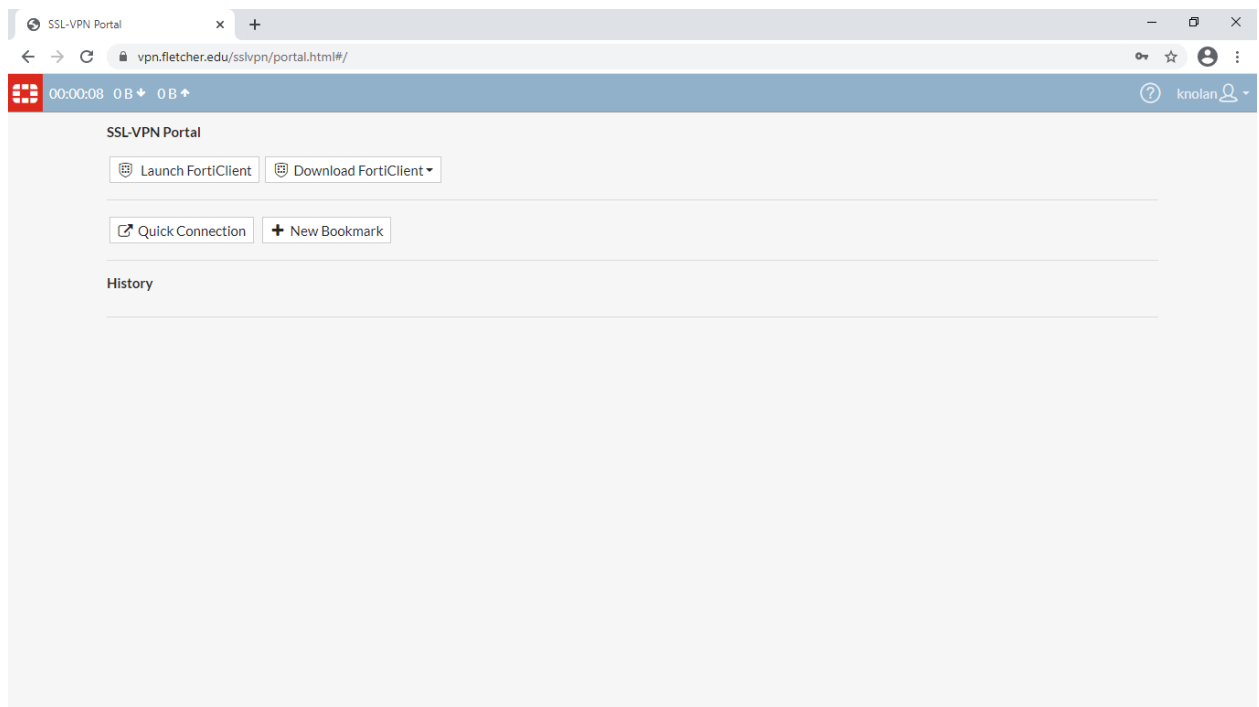 SSL-VPN Portal
vpn.fletcher.edu/sslvpn/portal.html#/
00:00:08 0 B 0 B
knolan
SSL-VPN Portal
Launch FortiClient Download FortiClient
Quick Connection New Bookmark
History